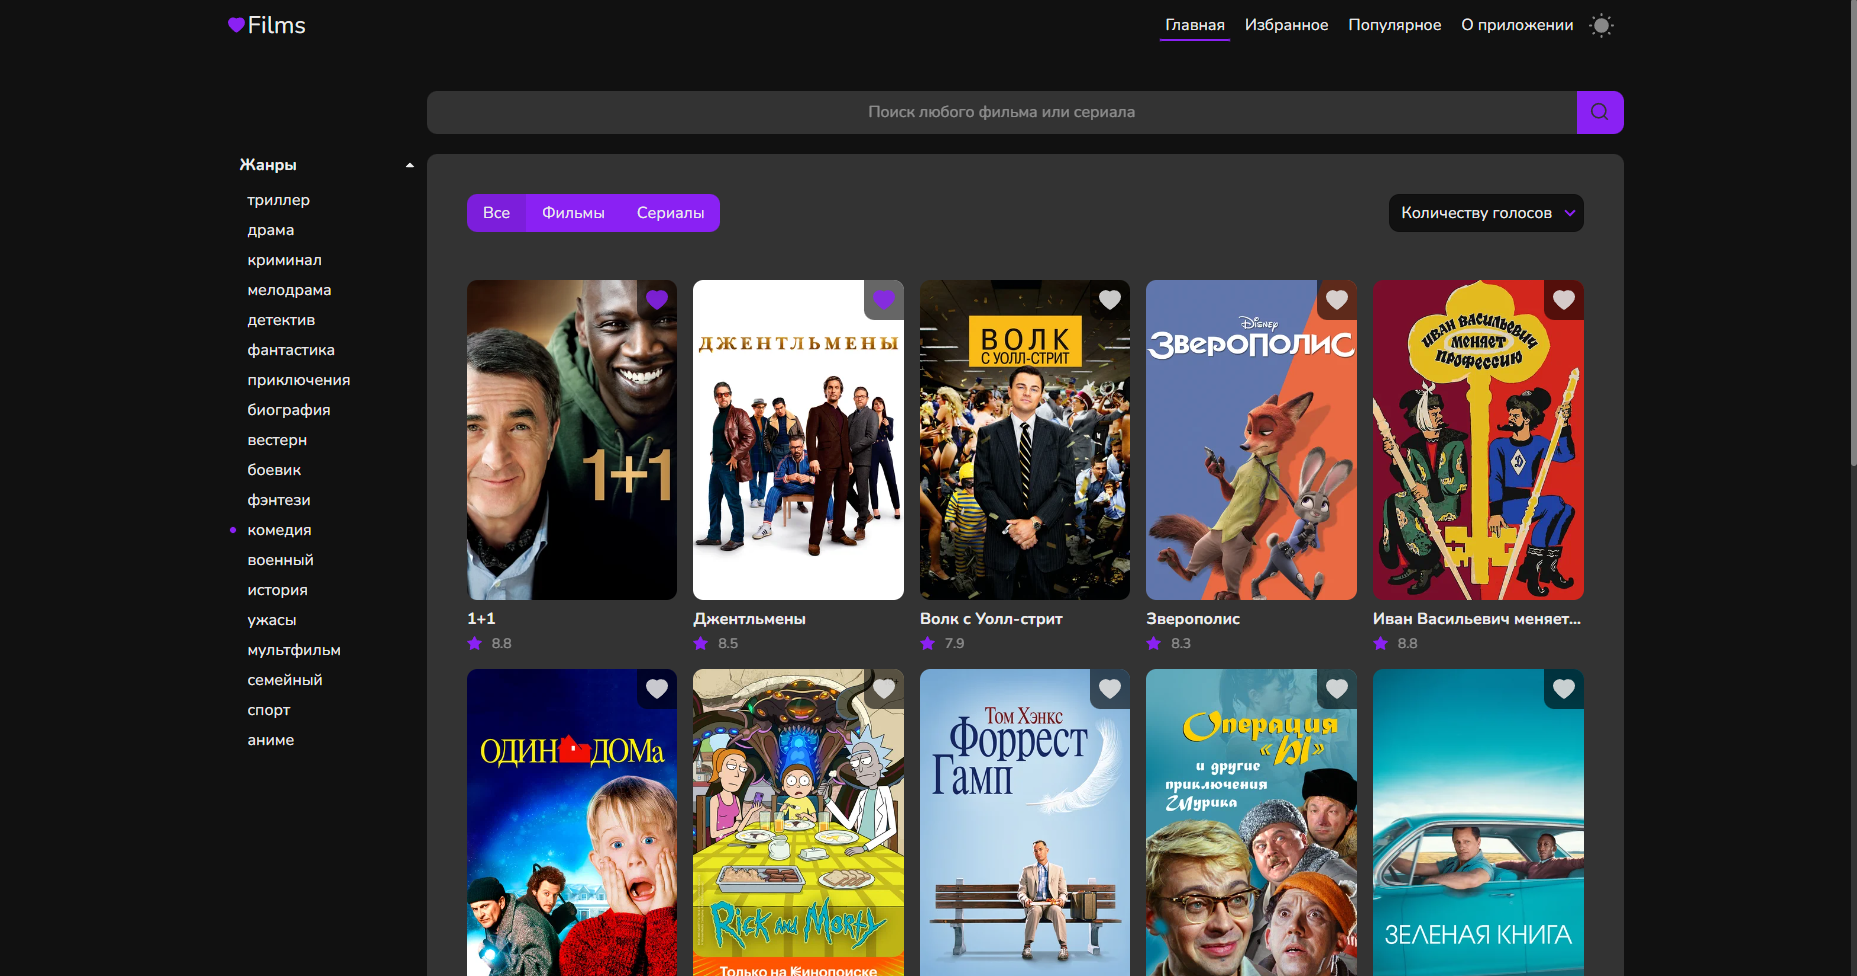 Films
Главная
Избранное
Популярное
О приложении
Поиск любого фильма или сериала
Жанры
триллер
драма
криминал
мелодрама
детектив
фантастика
приключения
биография
вестерн
боевик
фэнтези
комедия
военный
история
ужасы
мультфильм
семейный
спорт
аниме
Все
Фильмы
Сериалы
Количеству голосов
1+1
ДЖЕНТЛЬМЕНЫ
ВОЛК
С УОЛЛ-СТРИТ
DISNEY
ЗВЕРОПОЛИС
ИВАН ВАСИЛЬЕВИЧ
МЕНЯЕТ
ПРОФЕССИЮ
Д
1+1
8.8
Джентльмены
8.5
Волк с Уолл-стрит
7.9
Зверополис
8.3
Иван Васильевич меняет...
8.8
ОДИН ДОМа
RICK AND MORTY
Только на Кинопоиске
Том Хэнкс
Форрест
Гамп
Операция
«Ы»
и другие
приключения
Шурика
ЗЕЛЕНАЯ КНИГА